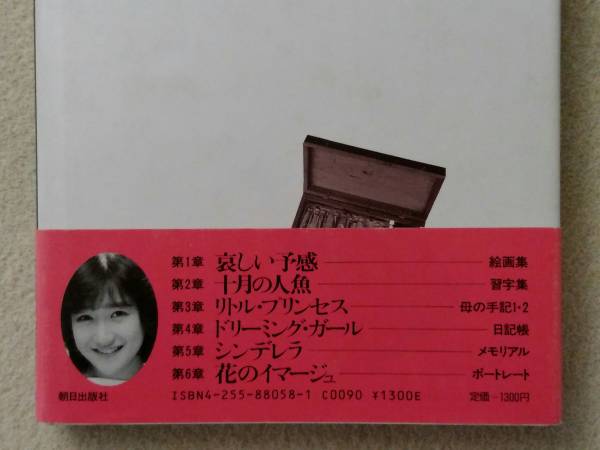 第1章 哀しい予感 絵画集
第2章 十月の人魚 習字集
第3章 リトル・プリンセス 母の手記1・2
第4章 ドリーミング・ガール 日記帳
第5章 シンデレラ メモリアル
第6章 花のイマージュ ポートレート
朝日出版社 ISBN4-255-88058-1 C0090 ¥1300E 定価-1300円